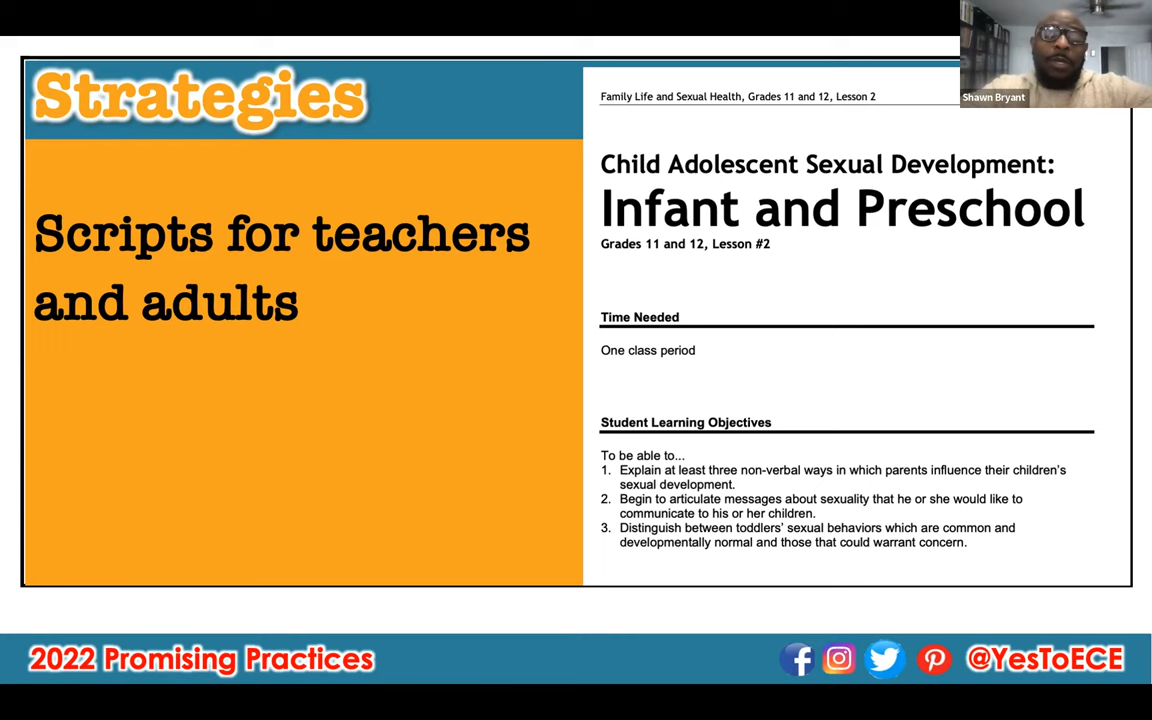 Strategies
Scripts for teachers
and adults
Shawn Bryant
Family Life and Sexual Health, Grades 11 and 12, Lesson 2
Child Adolescent Sexual Development:
Infant and Preschool
Grades 11 and 12, Lesson #2
Time Needed
One class period
Student Learning Objectives
To be able to...
1. Explain at least three non-verbal ways in which parents influence their children's
sexual development.
2. Begin to articulate messages about sexuality that he or she would like to
communicate to his or her children.
3. Distinguish between toddlers' sexual behaviors which are common and
developmentally normal and those that could warrant concern.
2022 Promising Practices
@YesToECE